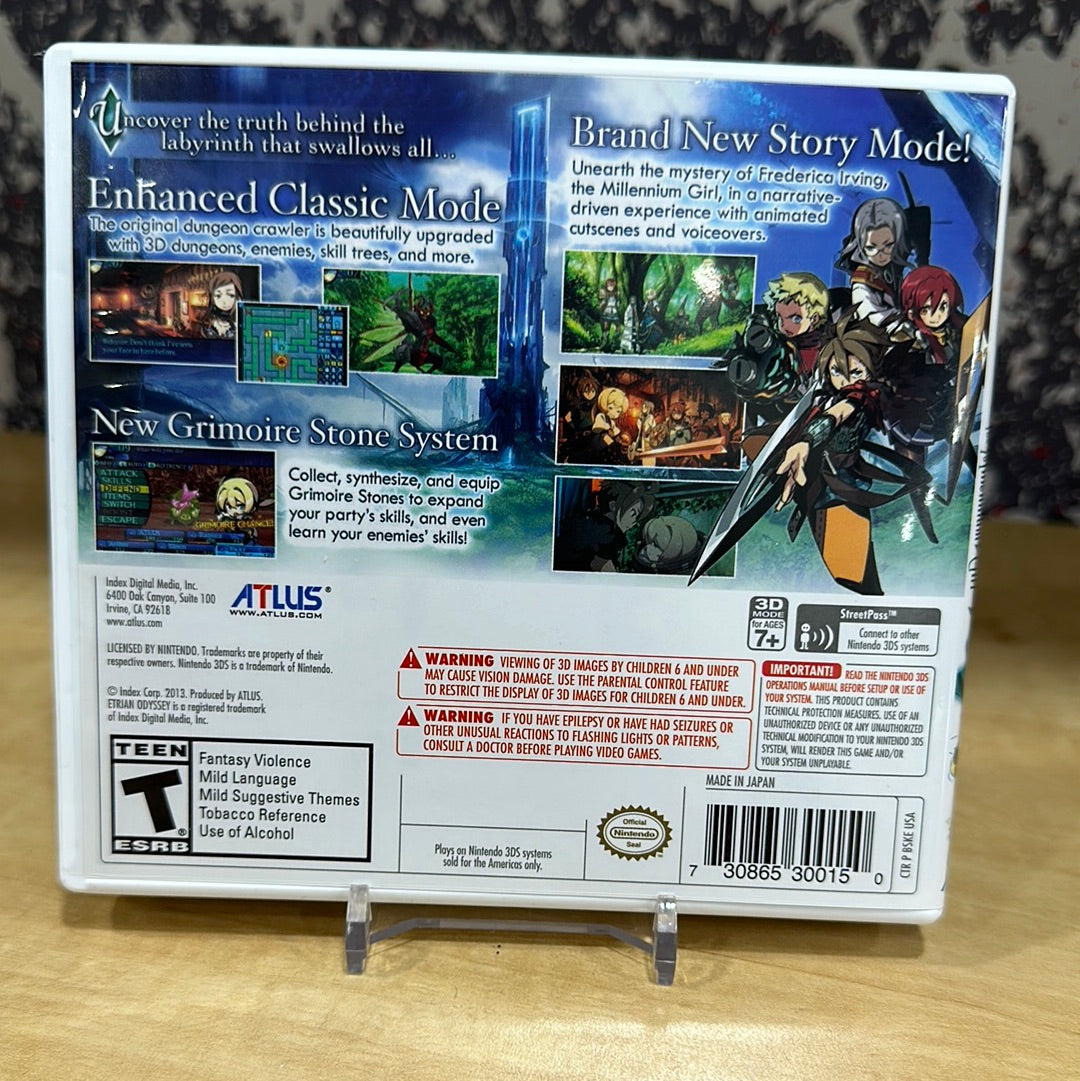 Uncover the truth behind the
labyrinth that swallows all...
Enhanced Classic Mode
The original dungeon crawler is beautifully upgraded
with 3D dungeons, enemies, skill trees, and more.
Welcome. Don't think I've seen
your face in here before.
New Grimoire Stone System
ATTACK
SKILLS
DEFEND
ITEMS
SWITCH
BOOST
ESCAPE
GRIMOIRE CHANCE!
Collect, synthesize, and equip
Grimoire Stones to expand
your party's skills, and even
learn your enemies' skills!
Brand New Story Mode!
Unearth the mystery of Frederica Irving,
the Millennium Girl, in a narrative-
driven experience with animated
cutscenes and voiceovers.
Index Digital Media, Inc.
6400 Oak Canyon, Suite 100
Irvine, CA 92618
www.atlus.com
ATLUS®
WWW.ATLUS.COM
LICENSED BY NINTENDO. Trademarks are property of their
respective owners. Nintendo 3DS is a trademark of Nintendo.
© Index Corp. 2013. Produced by ATLUS.
ETRIAN ODYSSEY is a registered trademark
of Index Digital Media, Inc.
3D
MODE
for AGES
7+
StreetPass™
Connect to other
Nintendo 3DS systems
WARNING VIEWING OF 3D IMAGES BY CHILDREN 6 AND UNDER
MAY CAUSE VISION DAMAGE. USE THE PARENTAL CONTROL FEATURE
TO RESTRICT THE DISPLAY OF 3D IMAGES FOR CHILDREN 6 AND UNDER.
WARNING IF YOU HAVE EPILEPSY OR HAVE HAD SEIZURES OR
OTHER UNUSUAL REACTIONS TO FLASHING LIGHTS OR PATTERNS,
CONSULT A DOCTOR BEFORE PLAYING VIDEO GAMES.
IMPORTANT! READ THE NINTENDO 3DS
OPERATIONS MANUAL BEFORE SETUP OR USE OF
YOUR SYSTEM. THIS PRODUCT CONTAINS
TECHNICAL PROTECTION MEASURES. USE OF AN
UNAUTHORIZED DEVICE OR ANY UNAUTHORIZED
TECHNICAL MODIFICATION TO YOUR NINTENDO 3DS
SYSTEM, WILL RENDER THIS GAME AND/OR
YOUR SYSTEM UNPLAYABLE.
TEEN
T®
ESRB
Fantasy Violence
Mild Language
Mild Suggestive Themes
Tobacco Reference
Use of Alcohol
Plays on Nintendo 3DS systems
sold for the Americas only.
Official
Nintendo
Seal
MADE IN JAPAN
7 30865 30015 0
CTR P BSKE USA